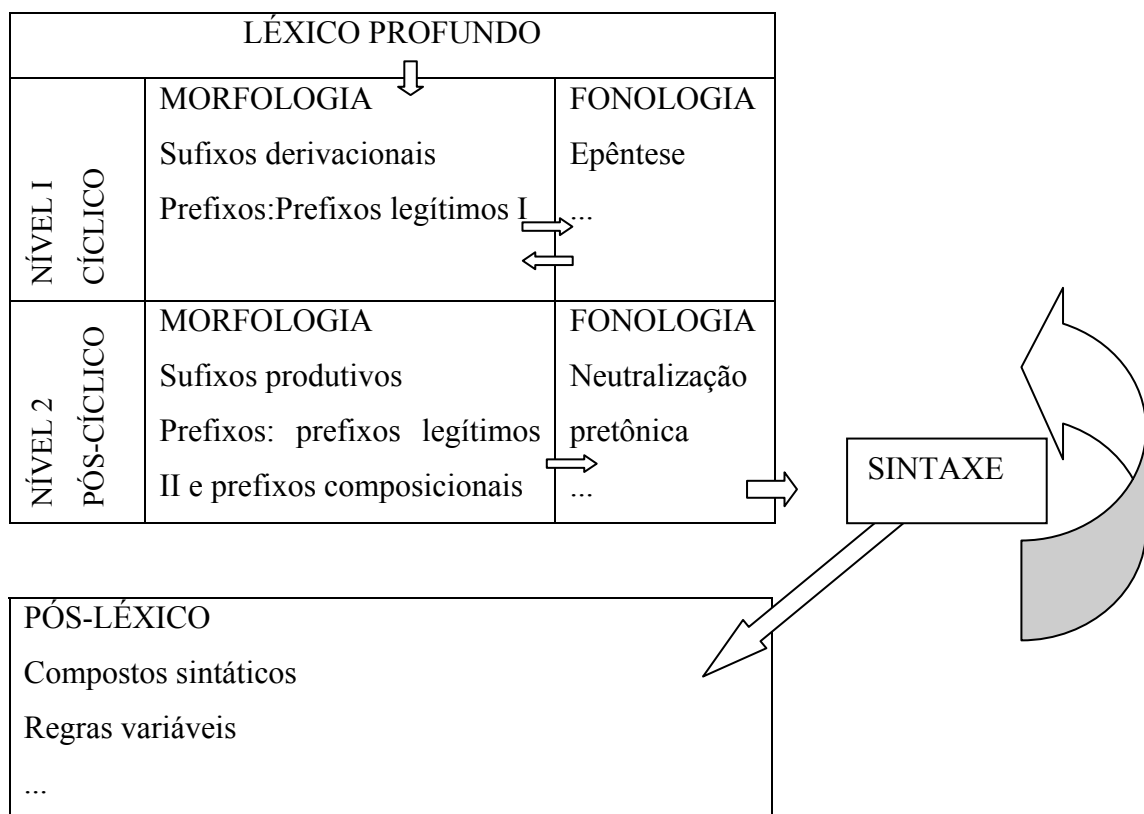 LÉXICO PROFUNDO
NÍVEL I
CÍCLICO
MORFOLOGIA
Sufixos derivacionais
Prefixos:Prefixos legítimos I
FONOLOGIA
Epêntese
...
NÍVEL 2
PÓS-CÍCLICO
MORFOLOGIA
Sufixos produtivos
Prefixos: prefixos legítimos
II e prefixos composicionais
FONOLOGIA
Neutralização
pretônica
...
SINTAXE
PÓS-LÉXICO
Compostos sintáticos
Regras variáveis
...